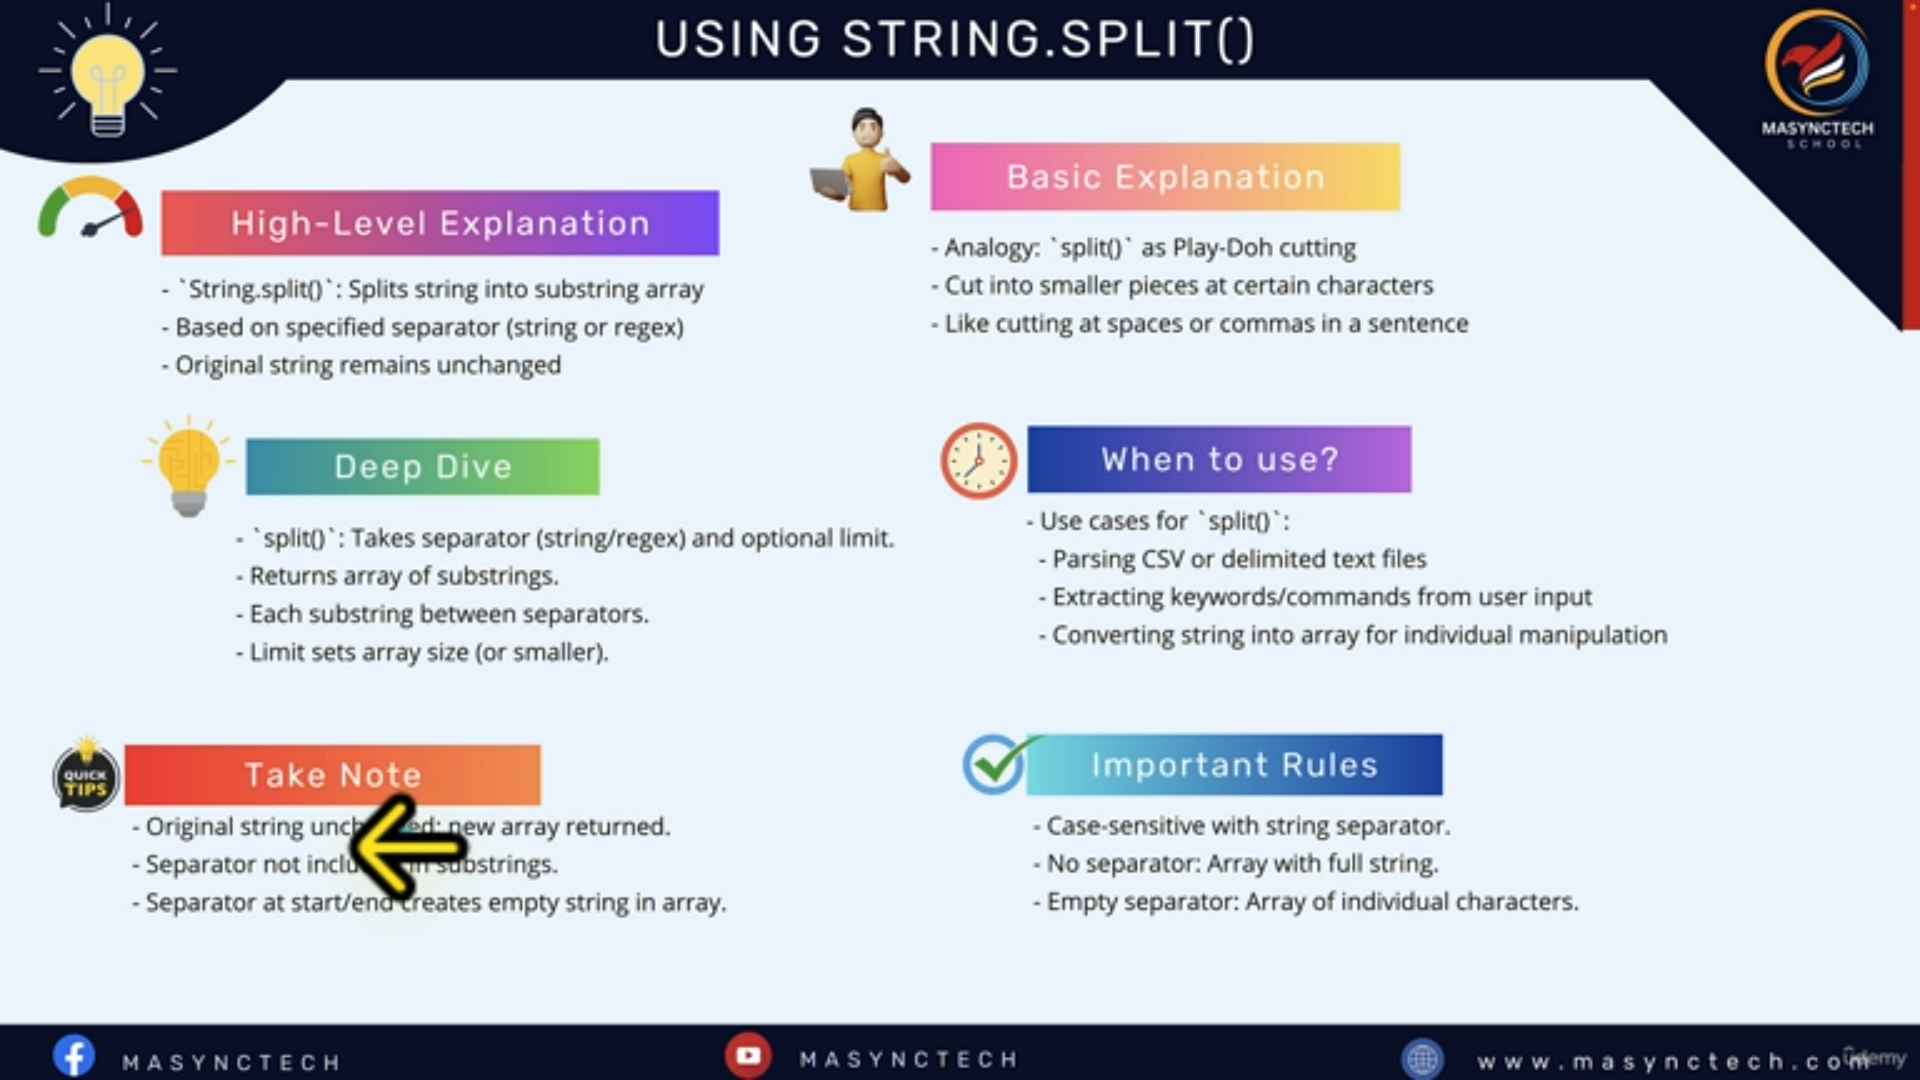 USING STRING.SPLIT()
MASYNCTECH
SCHOOL
High-Level Explanation
- `String.split()`: Splits string into substring array
- Based on specified separator (string or regex)
- Original string remains unchanged
Basic Explanation
- Analogy: `split()` as Play-Doh cutting
- Cut into smaller pieces at certain characters
- Like cutting at spaces or commas in a sentence
Deep Dive
- `split()`: Takes separator (string/regex) and optional limit.
- Returns array of substrings.
- Each substring between separators.
- Limit sets array size (or smaller).
When to use?
- Use cases for `split()`:
- Parsing CSV or delimited text files
- Extracting keywords/commands from user input
- Converting string into array for individual manipulation
QUICK
TIPS
Take Note
- Original string new array returned.
- Separator not in substrings.
- Separator at start/end creates empty string in array.
Important Rules
- Case-sensitive with string separator.
- No separator: Array with full string.
- Empty separator: Array of individual characters.
MASYNCTECH
MASYNCTECH
www.masynctech.com
Udemy